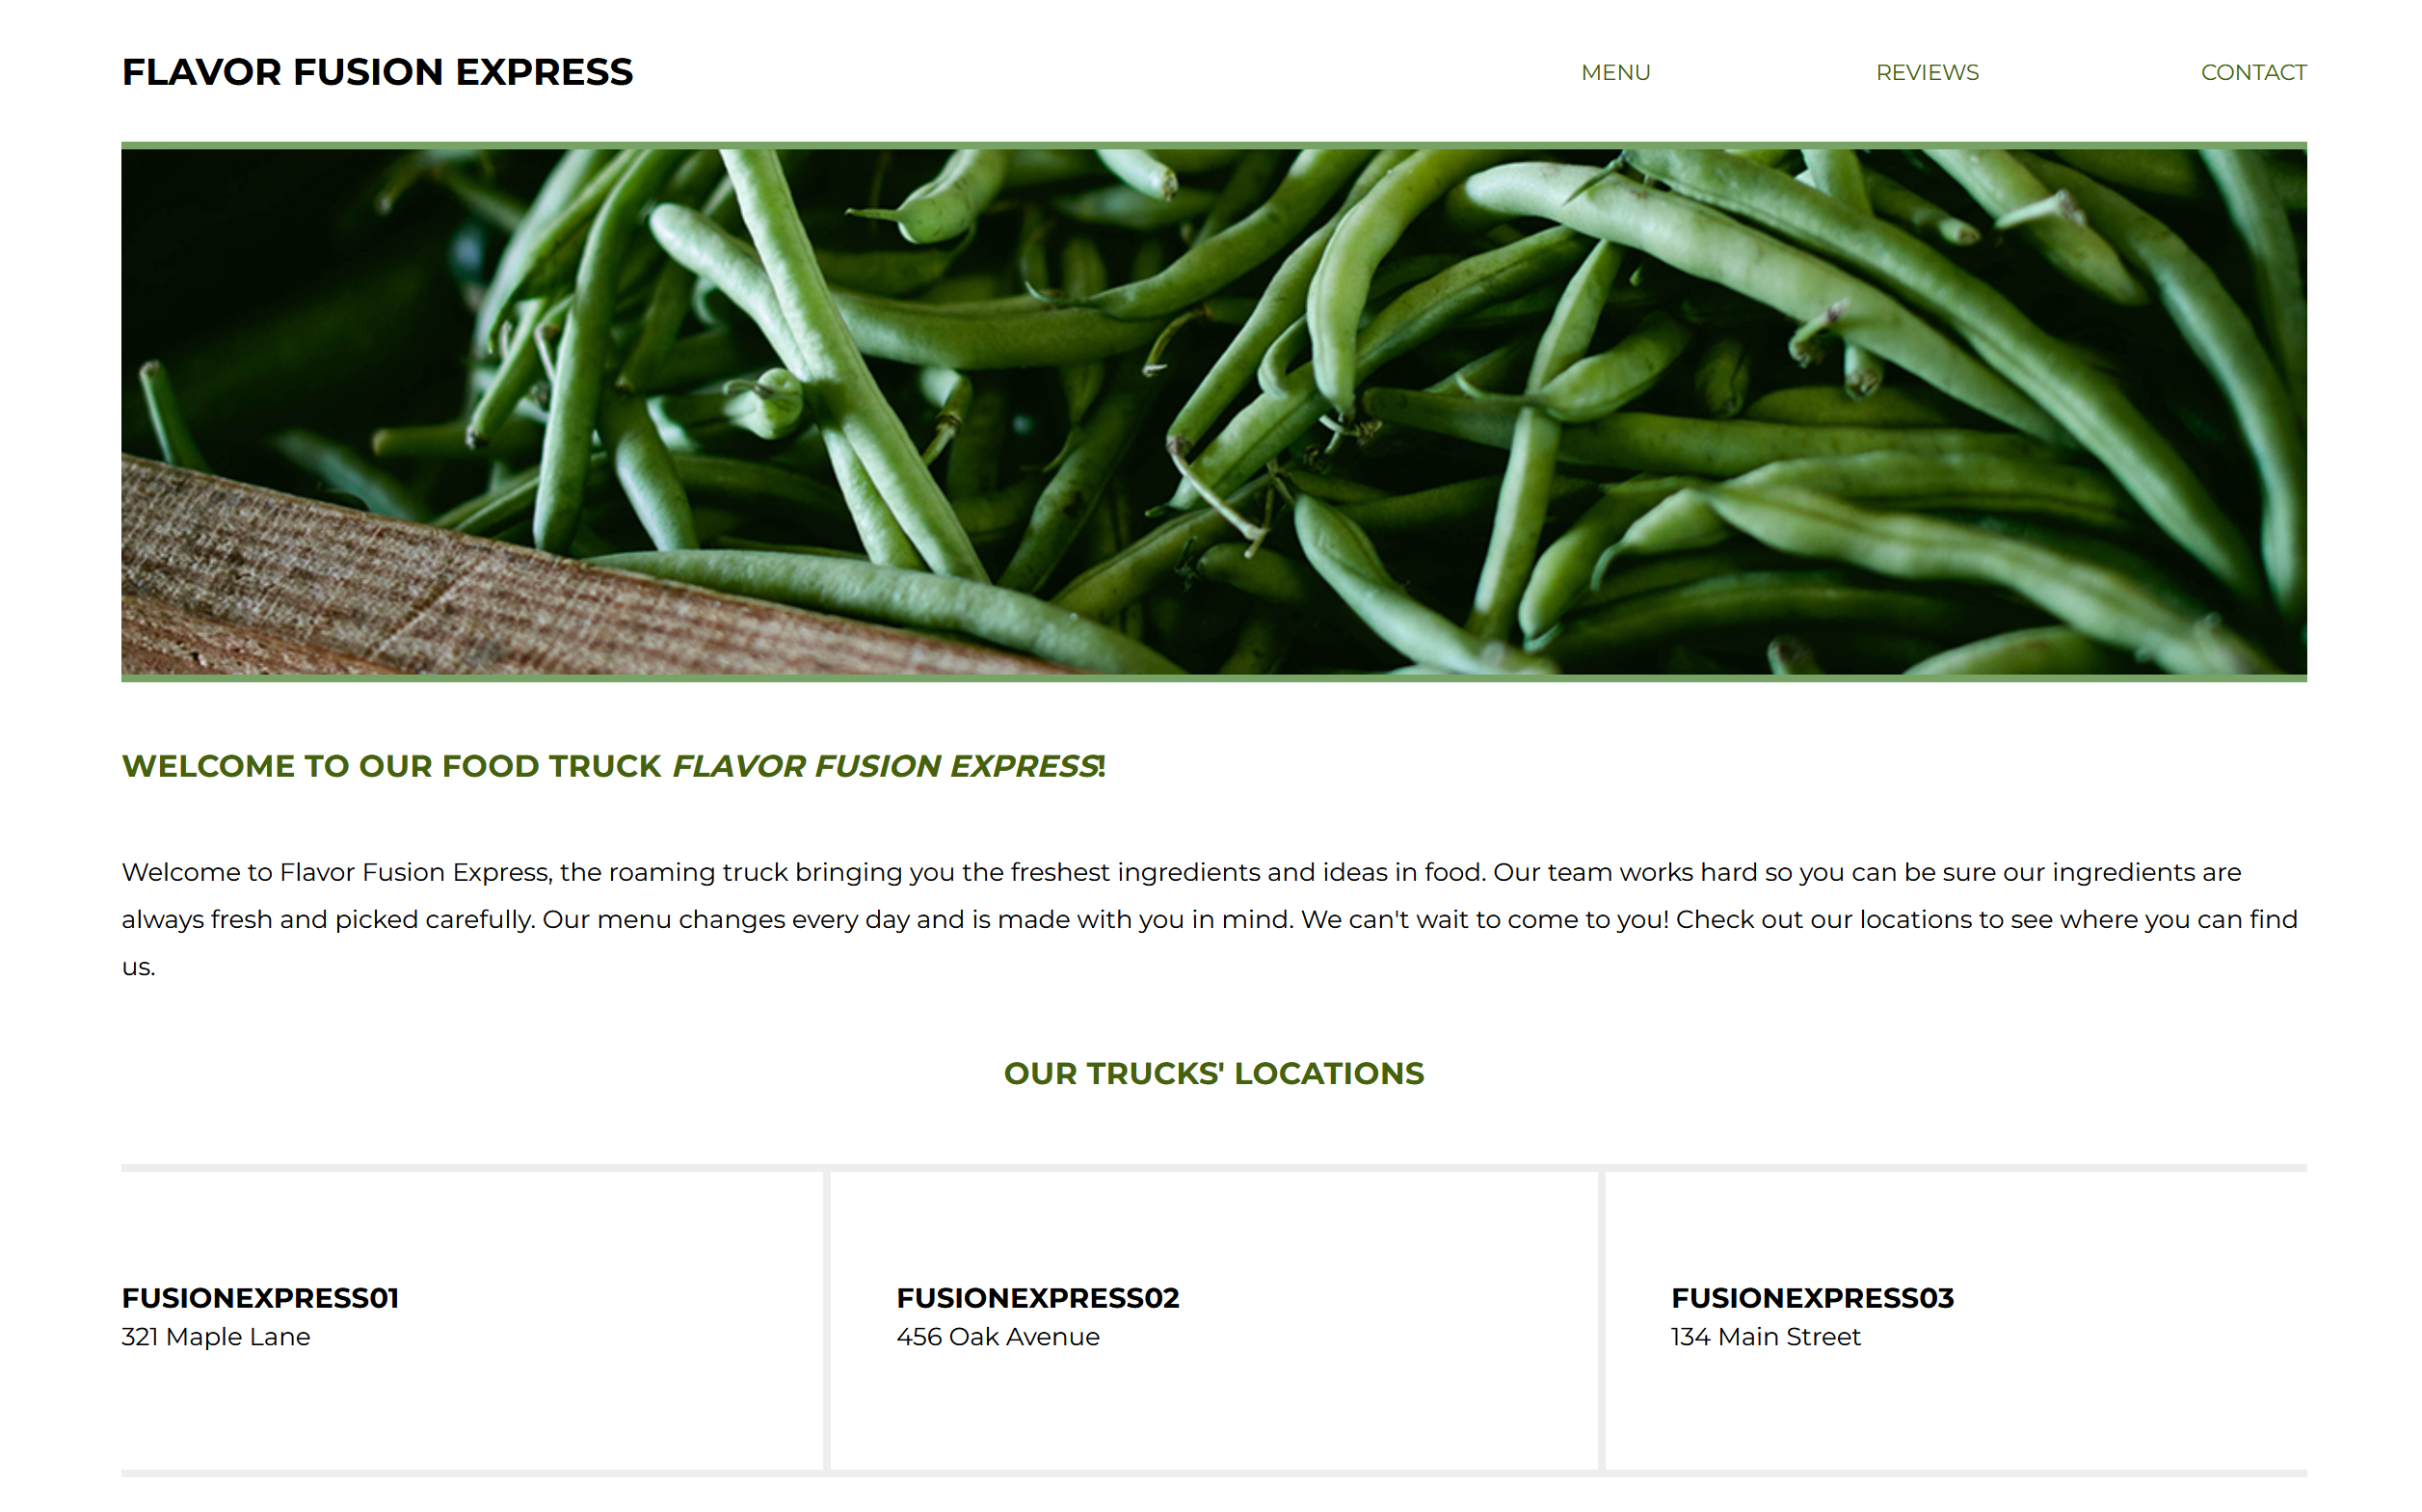 FLAVOR FUSION EXPRESS
MENU
REVIEWS
CONTACT
WELCOME TO OUR FOOD TRUCK FLAVOR FUSION EXPRESS!
Welcome to Flavor Fusion Express, the roaming truck bringing you the freshest ingredients and ideas in food. Our team works hard so you can be sure our ingredients are
always fresh and picked carefully. Our menu changes every day and is made with you in mind. We can't wait to come to you! Check out our locations to see where you can find
us.
OUR TRUCKS' LOCATIONS
FUSIONEXPRESS01
321 Maple Lane
FUSIONEXPRESS02
456 Oak Avenue
FUSIONEXPRESS03
134 Main Street